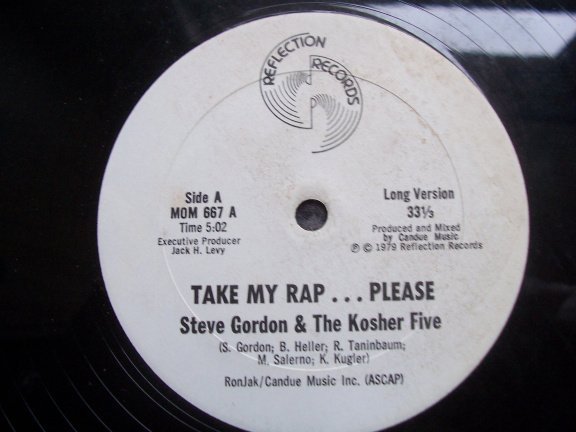 REFLECTION
RECORDS
Side A
MOM 667 A
Time 5:02
Executive Producer
Jack H. Levy
Long Version
33⅓
Produced and Mixed
by Candue Music
℗ © 1979 Reflection Records
TAKE MY RAP . . . PLEASE
Steve Gordon & The Kosher Five
(S. Gordon; B. Heller; R. Taninbaum;
M. Salerno; K. Kugler)
RonJak/Candue Music Inc. (ASCAP)